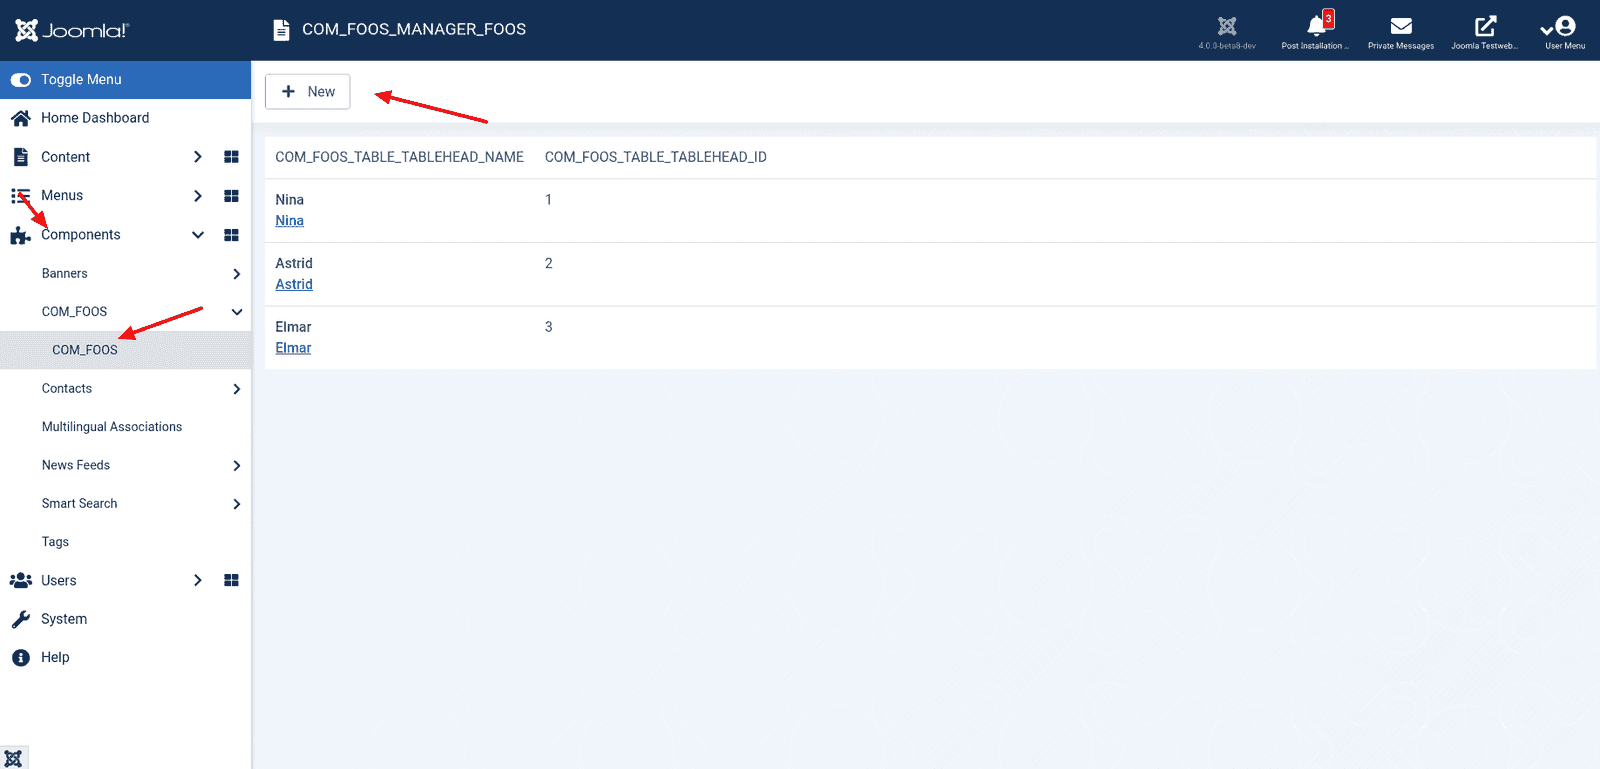 Joomla!®
COM_FOOS_MANAGER_FOOS
4.0.0-beta8-dev
3
Post Installation ...
Private Messages
Joomla Testweb...
User Menu
Toggle Menu
Home Dashboard
Content
Menus
Components
Banners
COM_FOOS
COM_FOOS
Contacts
Multilingual Associations
News Feeds
Smart Search
Tags
Users
System
Help
New
COM_FOOS_TABLE_TABLEHEAD_NAME COM_FOOS_TABLE_TABLEHEAD_ID
Nina 1
Nina
Astrid 2
Astrid
Elmar 3
Elmar